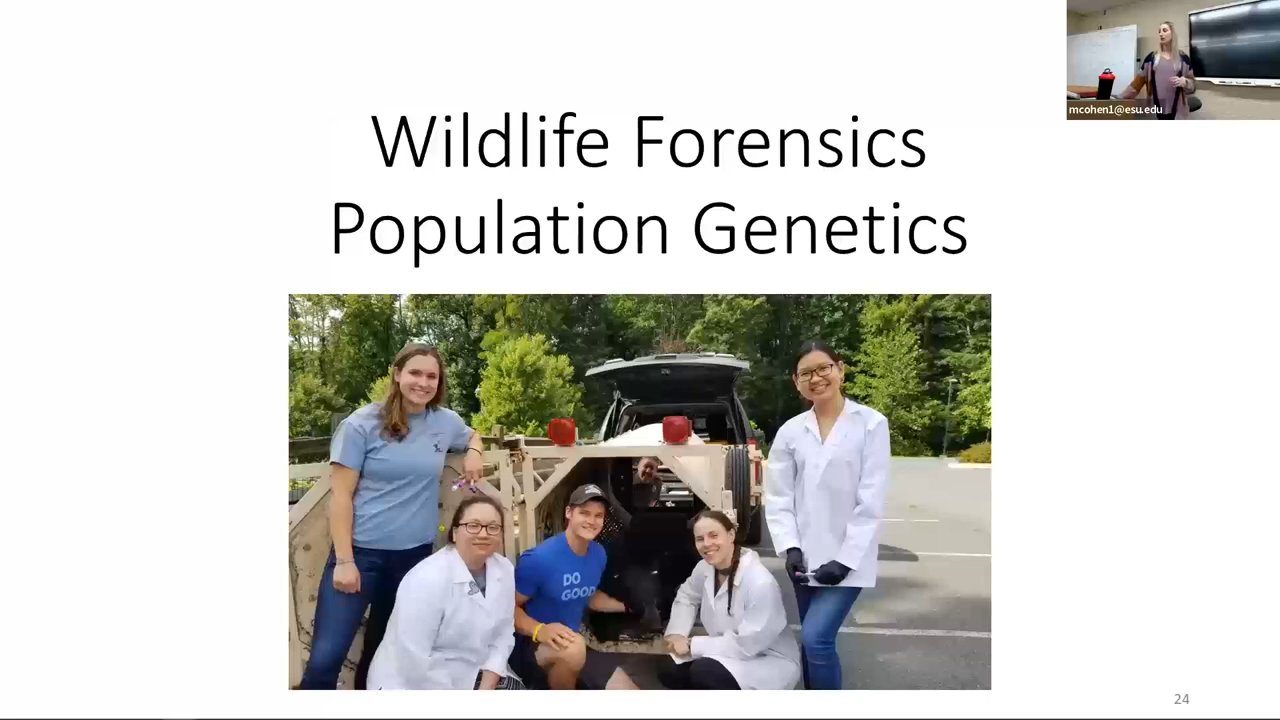 mcohen1@esu.edu
Wildlife Forensics
Population Genetics
DO
GOOD
24